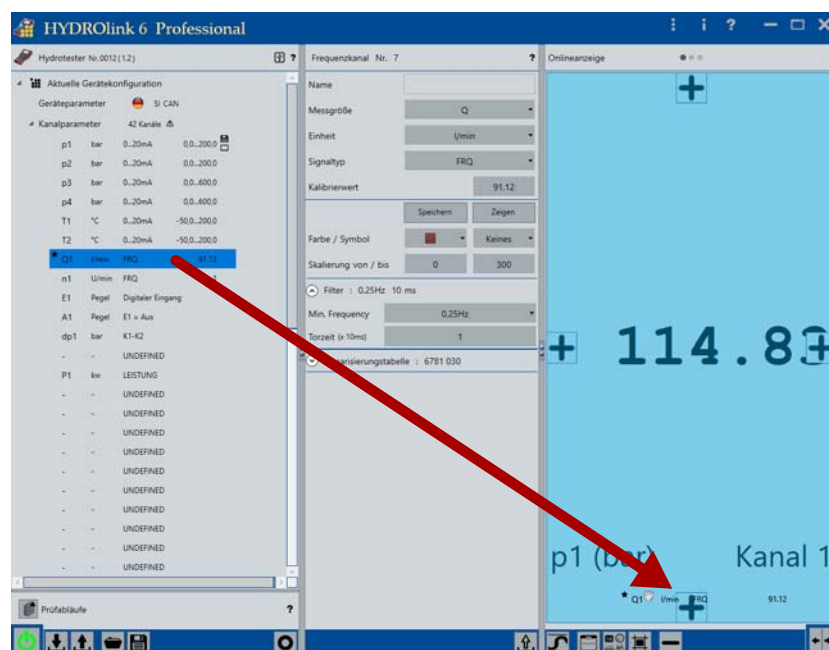 HYDROlink 6 Professional
Hydrotester Nr.0012 (1.2) ?
Aktuelle Gerätekonfiguration
Geräteparameter SI CAN
Kanalparameter 42 Kanäle
p1 bar 0...20mA 0,0...200,0
p2 bar 0...20mA 0,0...200,0
p3 bar 0...20mA 0,0...600,0
p4 bar 0...20mA 0,0...600,0
T1 °C 0...20mA -50,0...200,0
T2 °C 0...20mA -50,0...200,0
* Q1 l/min FRQ 91.12
n1 U/min FRQ 1
E1 Pegel Digitaler Eingang
A1 Pegel E1 = Aus
dp1 bar K1-K2
- - UNDEFINED
P1 kw LEISTUNG
- - UNDEFINED
- - UNDEFINED
- - UNDEFINED
- - UNDEFINED
- - UNDEFINED
- - UNDEFINED
- - UNDEFINED
- - UNDEFINED
- - UNDEFINED
- - UNDEFINED
Prüfabläufe ?
Frequenzkanal Nr. 7 ?
Name
Messgröße Q
Einheit l/min
Signaltyp FRQ
Kalibrierwert 91.12
Speichern Zeigen
Farbe / Symbol Keines
Skalierung von / bis 0 300
Filter : 0.25Hz 10 ms
Min. Frequency 0.25Hz
Torzeit (x 10ms) 1
: 6781 030
Onlineanzeige
114.8
p1 (bar) Kanal 1
* Q1 l/min FRQ 91.12